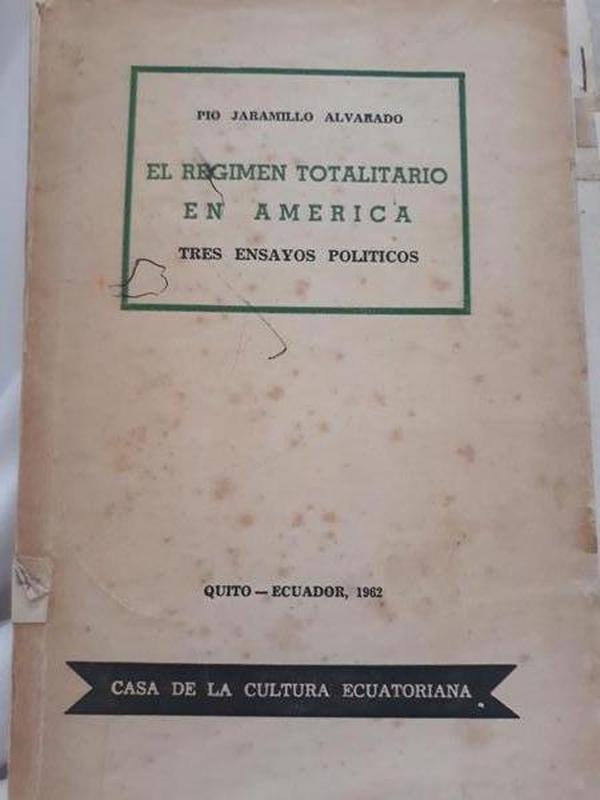 PIO JARAMILLO ALVARADO
EL REGIMEN TOTALITARIO
EN AMERICA
TRES ENSAYOS POLITICOS
QUITO — ECUADOR, 1962
CASA DE LA CULTURA ECUATORIANA